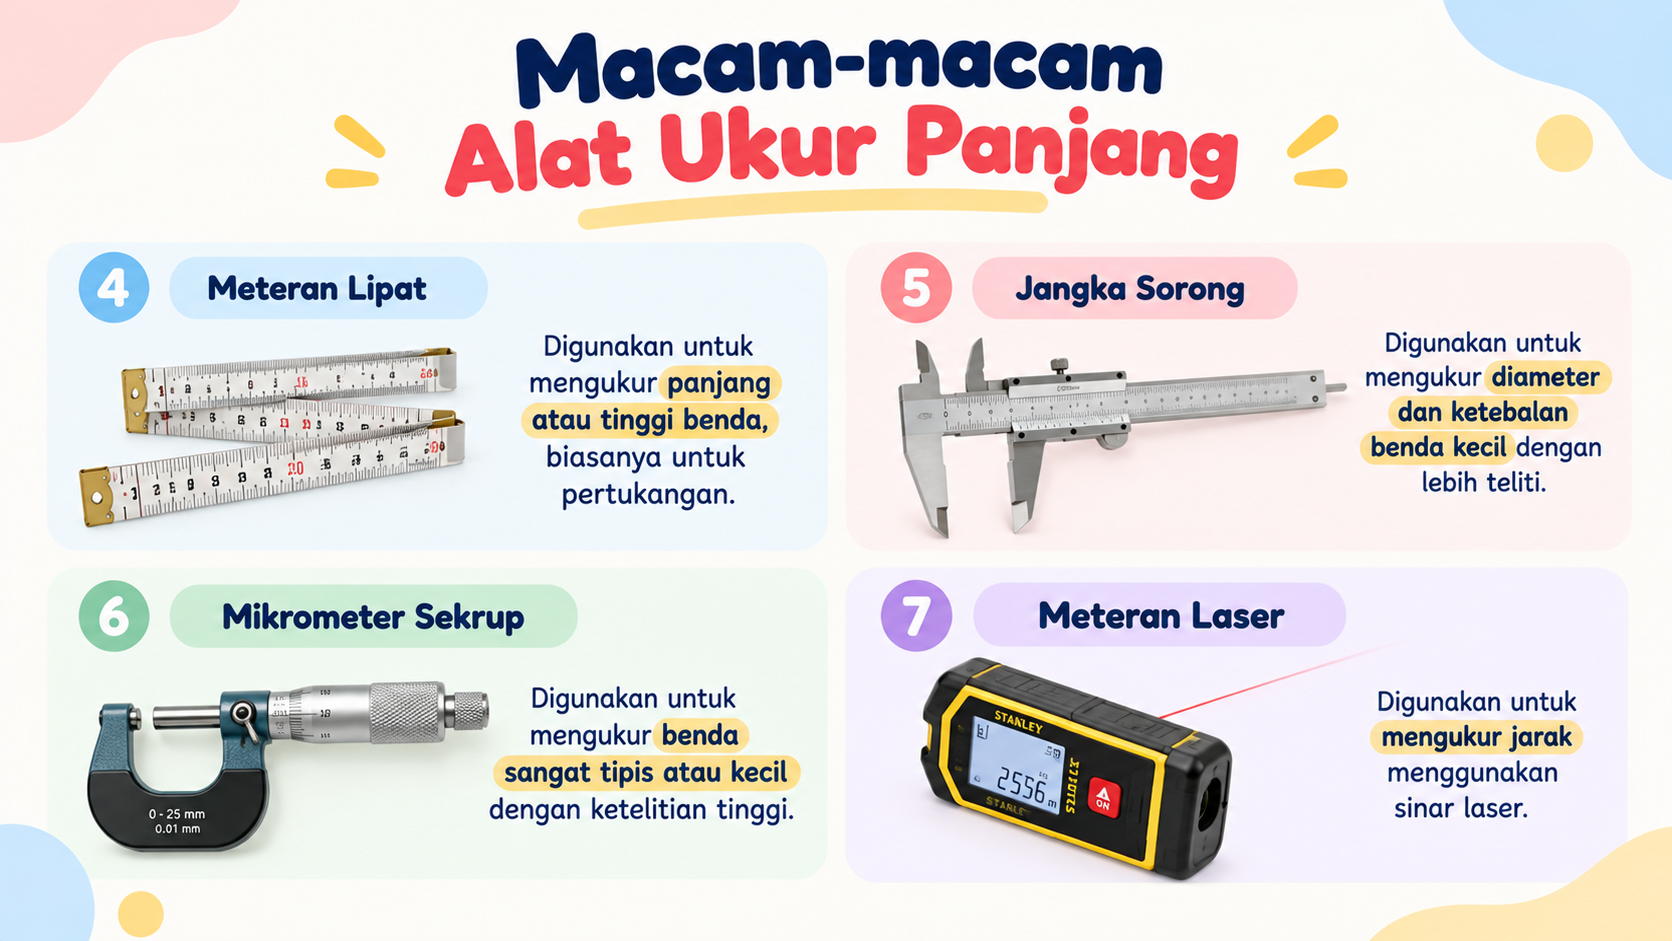 Macam-macam
Alat Ukur Panjang
4
Meteran Lipat
Digunakan untuk
mengukur panjang
atau tinggi benda,
biasanya untuk
pertukangan.
5
Jangka Sorong
Digunakan untuk
mengukur diameter
dan ketebalan
benda kecil dengan
lebih teliti.
6
Mikrometer Sekrup
0 - 25 mm
0.01 mm
Digunakan untuk
mengukur benda
sangat tipis atau kecil
dengan ketelitian tinggi.
7
Meteran Laser
STANLEY
2556 m
ON
Digunakan untuk
mengukur jarak
menggunakan
sinar laser.